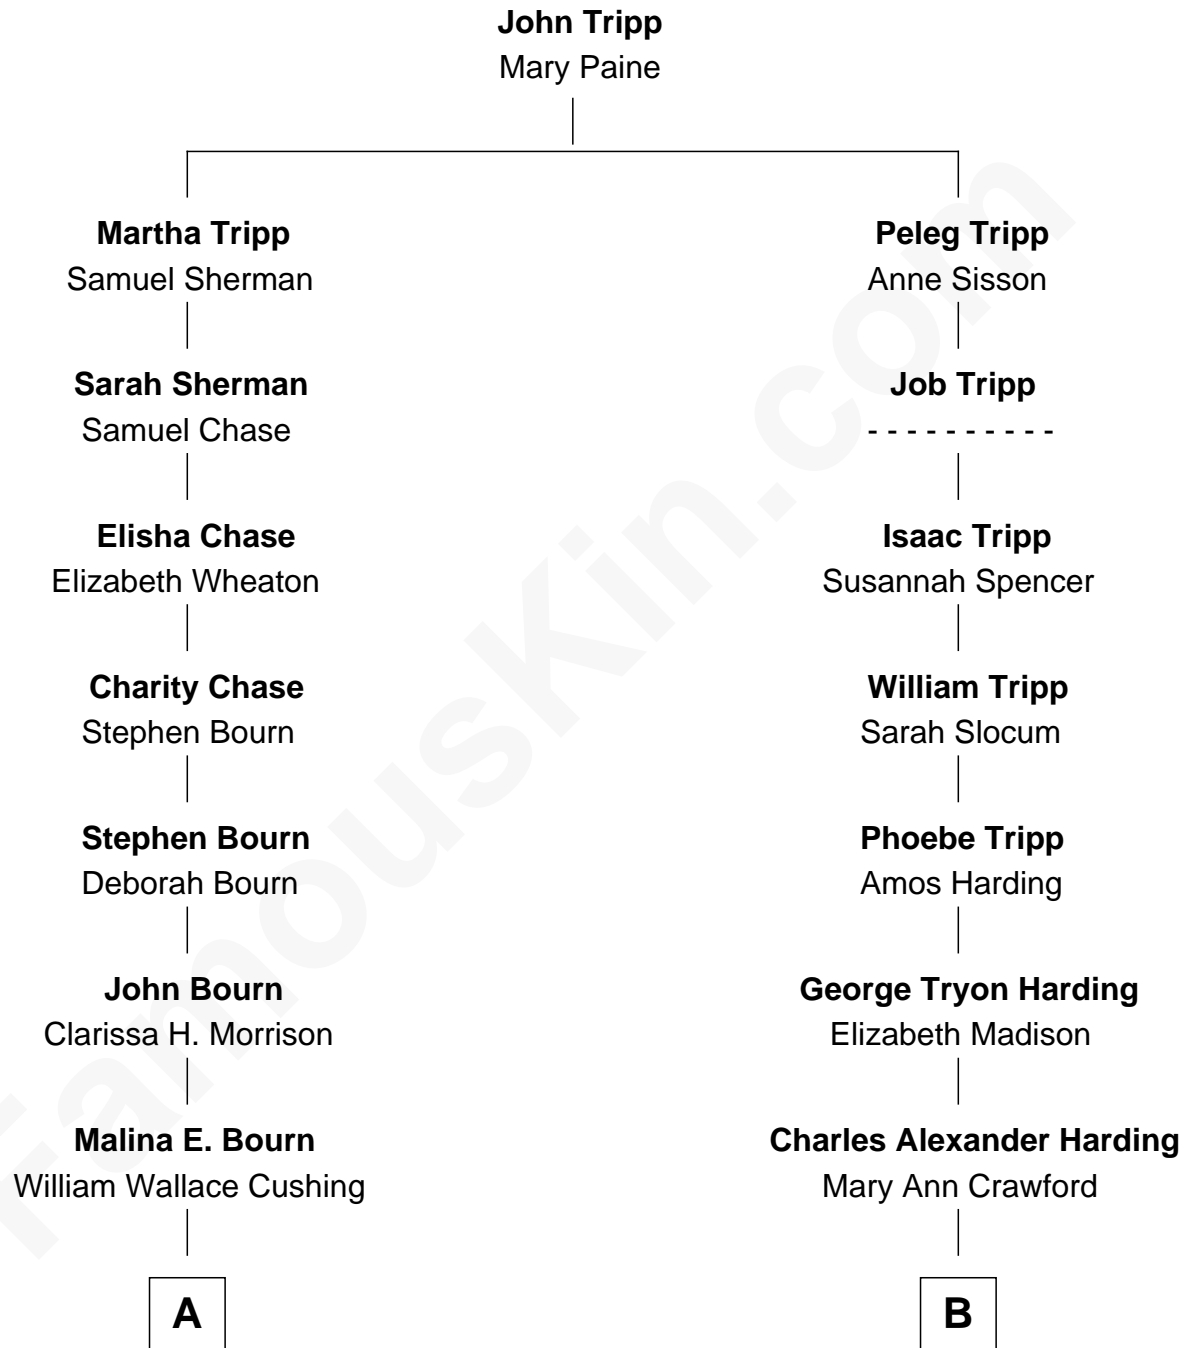 John Tripp
Mary Paine
Martha Tripp
Samuel Sherman
Peleg Tripp
Anne Sisson
Sarah Sherman
Samuel Chase
Job Tripp
- - - - - - - - - -
Elisha Chase
Elizabeth Wheaton
Isaac Tripp
Susannah Spencer
Charity Chase
Stephen Bourn
William Tripp
Sarah Slocum
Stephen Bourn
Deborah Bourn
Phoebe Tripp
Amos Harding
John Bourn
Clarissa H. Morrison
George Tryon Harding
Elizabeth Madison
Malina E. Bourn
William Wallace Cushing
Charles Alexander Harding
Mary Ann Crawford
A
B
FamousKin.com